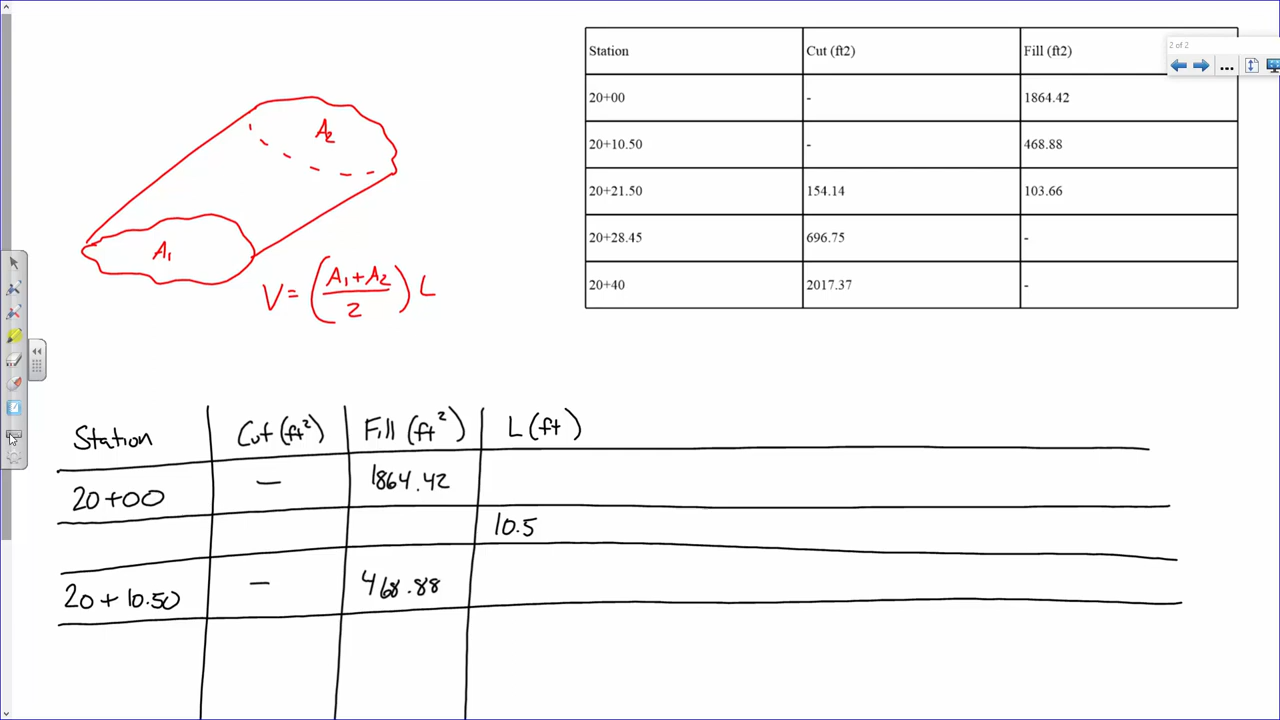 2 of 2
Station Cut (ft2) Fill (ft2)
20+00 - 1864.42
20+10.50 - 468.88
20+21.50 154.14 103.66
20+28.45 696.75 -
20+40 2017.37 -
A2
A1
V = (A1+A2 / 2) L
Station Cut (ft²) Fill (ft²) L (ft)
20+00 — 1864.42
10.5
20+10.50 — 468.88